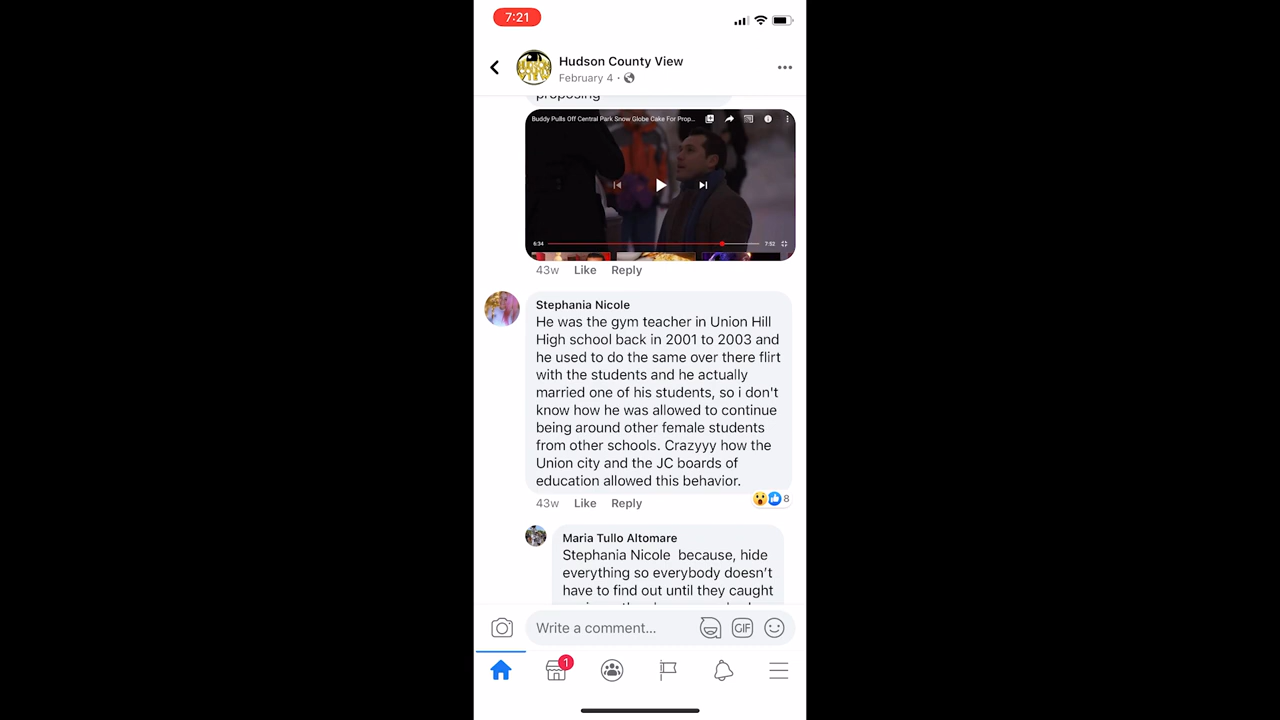 7:21
Hudson County View
February 4 ·
proposing
Buddy Pulls Off Central Park Snow Globe Cake For Prop...
6:34
7:52
43w Like Reply
Stephania Nicole
He was the gym teacher in Union Hill
High school back in 2001 to 2003 and
he used to do the same over there flirt
with the students and he actually
married one of his students, so i don't
know how he was allowed to continue
being around other female students
from other schools. Crazyyy how the
Union city and the JC boards of
education allowed this behavior.
8
43w Like Reply
Maria Tullo Altomare
Stephania Nicole because, hide
everything so everybody doesn't
have to find out until they caught
Write a comment...
GIF
1